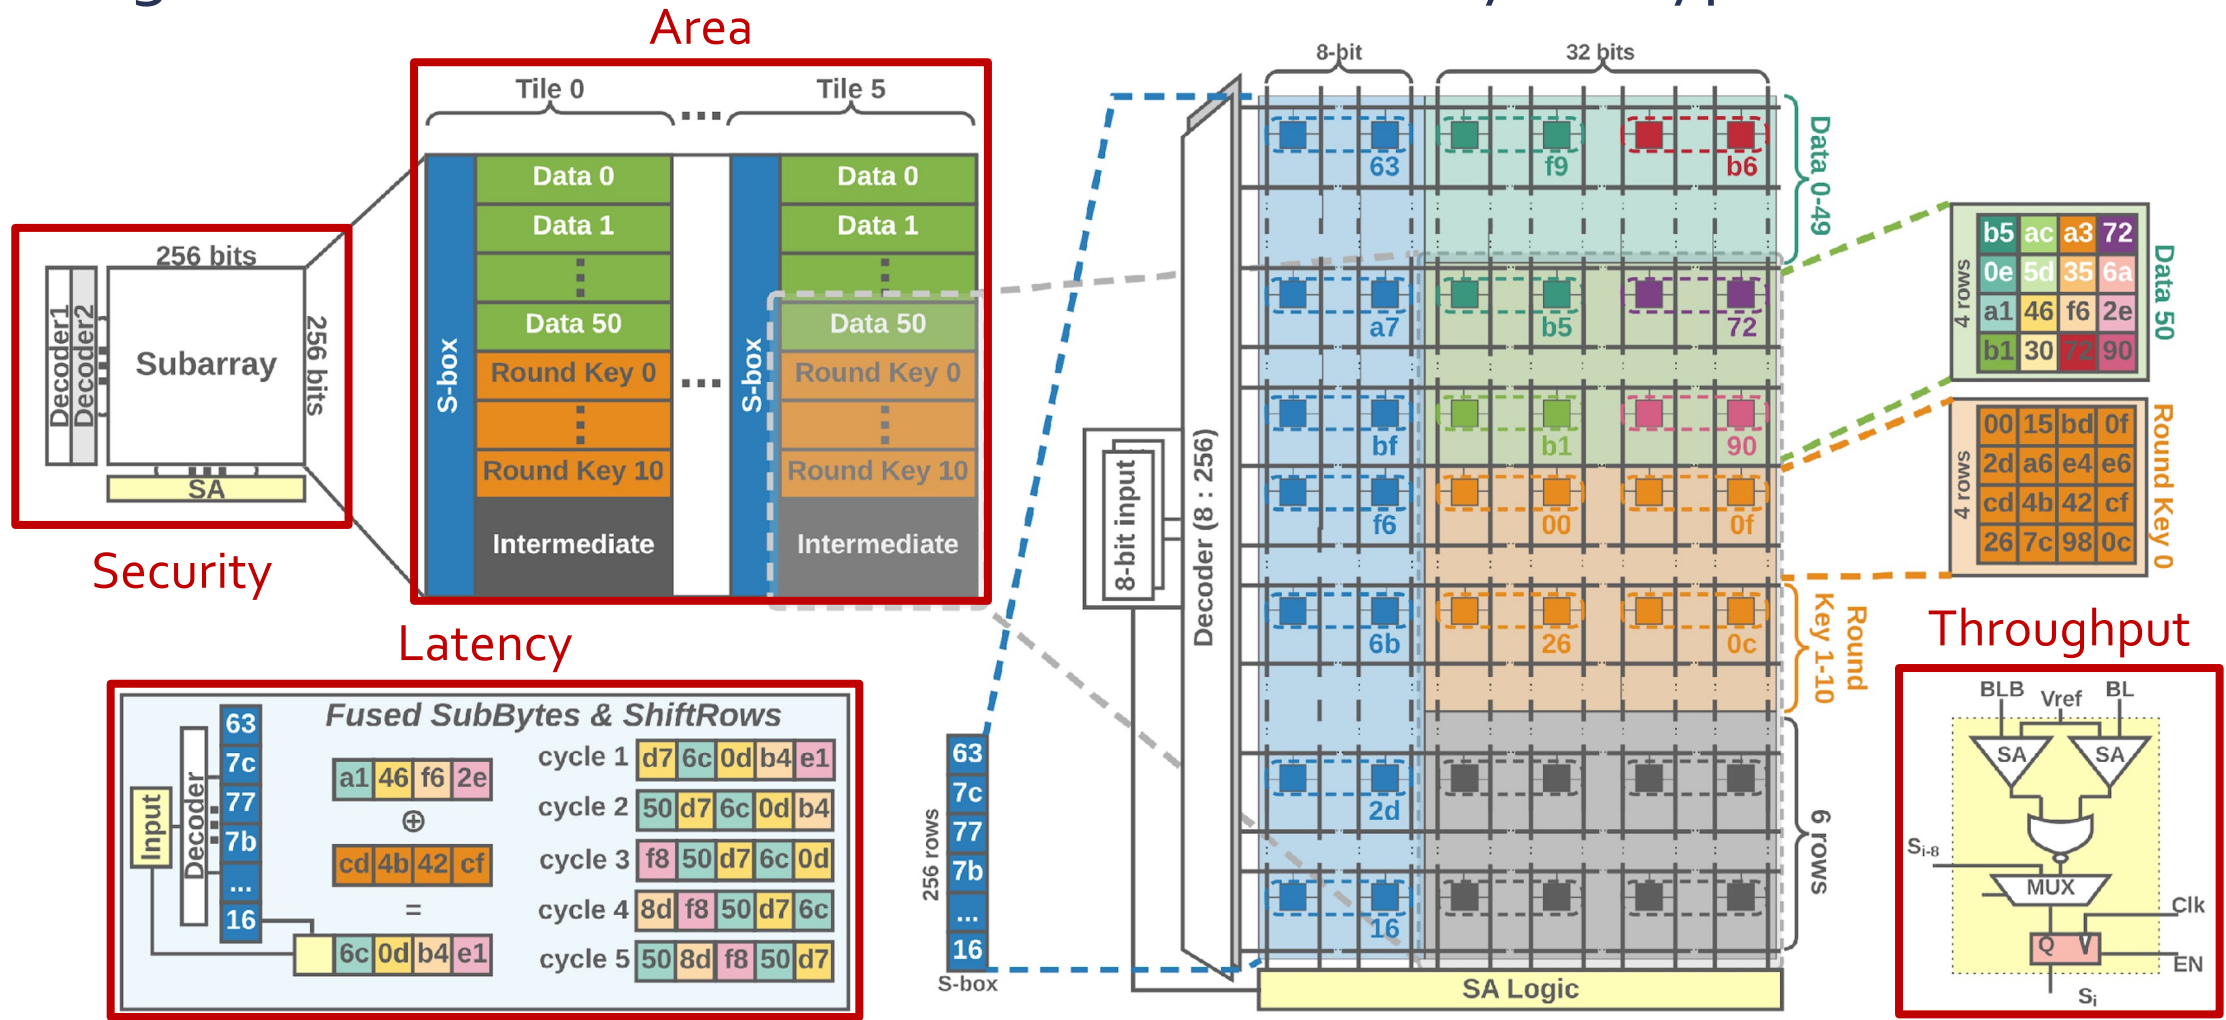 Area
Tile 0 ... Tile 5
S-box
Data 0
Data 1
Data 50
Round Key 0
Round Key 10
Intermediate
...
S-box
Data 0
Data 1
Data 50
Round Key 0
Round Key 10
Intermediate
256 bits
256 bits
Decoder1
Decoder2
Subarray
SA
Security
Latency
Fused SubBytes & ShiftRows
Input
Decoder
63
7c
77
7b
...
16
a1 46 f6 2e
⊕
cd 4b 42 cf
=
6c 0d b4 e1
cycle 1 d7 6c 0d b4 e1
cycle 2 50 d7 6c 0d b4
cycle 3 f8 50 d7 6c 0d
cycle 4 8d f8 50 d7 6c
cycle 5 50 8d f8 50 d7
256 rows
63
7c
77
7b
...
16
S-box
8-bit input
Decoder (8 : 256)
8-bit 32 bits
63 f9 b6
a7 b5 72
bf b1 90
f6 00 0f
6b 26 0c
2d
16
SA Logic
Data 0-49
Round
Key 1-10
6 rows
4 rows
b5 ac a3 72
0e 5d 35 6a
a1 46 f6 2e
b1 30 72 90
Data 50
4 rows
00 15 bd 0f
2d a6 e4 e6
cd 4b 42 cf
26 7c 98 0c
Round Key 0
Throughput
BLB Vref BL
SA SA
Si-8
MUX
Clk
Q
EN
Si